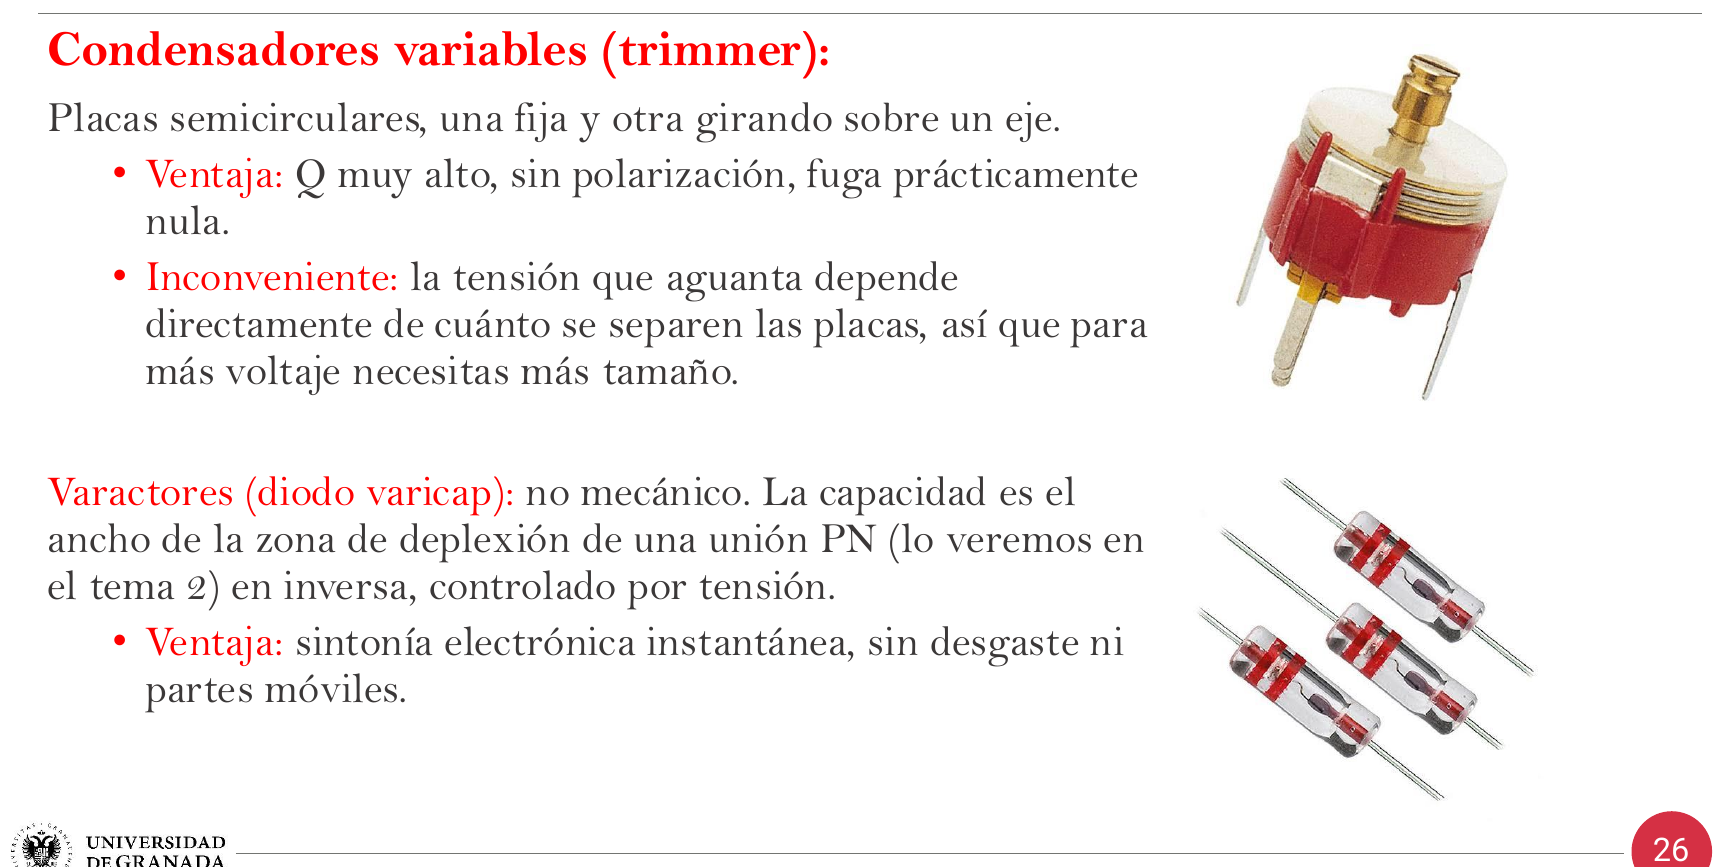 Condensadores variables (trimmer):
Placas semicirculares, una fija y otra girando sobre un eje.
• Ventaja: Q muy alto, sin polarización, fuga prácticamente
nula.
• Inconveniente: la tensión que aguanta depende
directamente de cuánto se separen las placas, así que para
más voltaje necesitas más tamaño.
Varactores (diodo varicap): no mecánico. La capacidad es el
ancho de la zona de deplexión de una unión PN (lo veremos en
el tema 2) en inversa, controlado por tensión.
• Ventaja: sintonía electrónica instantánea, sin desgaste ni
partes móviles.
UNIVERSIDAD
DE GRANADA
26